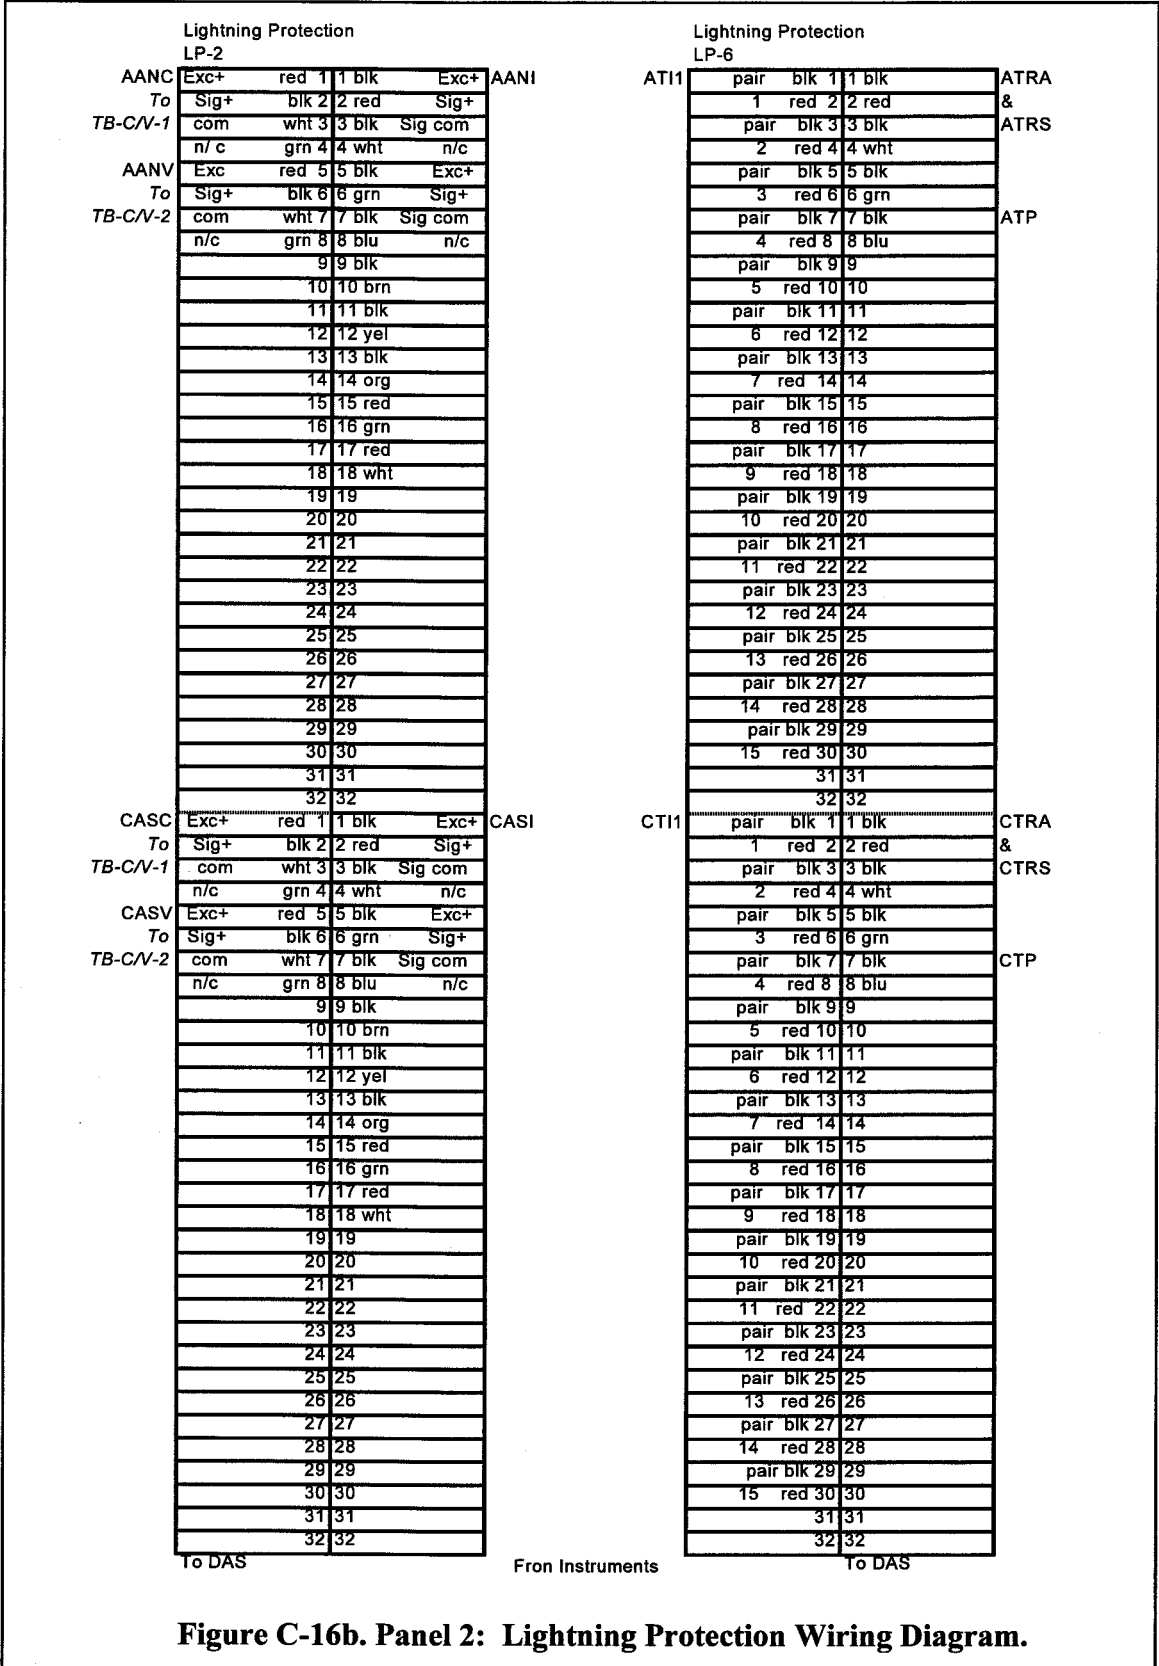 Lightning Protection
LP-2
AANC Exc+ red 1 1 blk Exc+ AANI
To Sig+ blk 2 2 red Sig+
TB-C/V-1 com wht 3 3 blk Sig com
n/ c grn 4 4 wht n/c
AANV Exc red 5 5 blk Exc+
To Sig+ blk 6 6 grn Sig+
TB-C/V-2 com wht 7 7 blk Sig com
n/c grn 8 8 blu n/c
9 9 blk
10 10 brn
11 11 blk
12 12 yel
13 13 blk
14 14 org
15 15 red
16 16 grn
17 17 red
18 18 wht
19 19
20 20
21 21
22 22
23 23
24 24
25 25
26 26
27 27
28 28
29 29
30 30
31 31
32 32
CASC Exc+ red 1 1 blk Exc+ CASI
To Sig+ blk 2 2 red Sig+
TB-C/V-1 com wht 3 3 blk Sig com
n/c grn 4 4 wht n/c
CASV Exc+ red 5 5 blk Exc+
To Sig+ blk 6 6 grn Sig+
TB-C/V-2 com wht 7 7 blk Sig com
n/c grn 8 8 blu n/c
9 9 blk
10 10 brn
11 11 blk
12 12 yel
13 13 blk
14 14 org
15 15 red
16 16 grn
17 17 red
18 18 wht
19 19
20 20
21 21
22 22
23 23
24 24
25 25
26 26
27 27
28 28
29 29
30 30
31 31
32 32
To DAS
Lightning Protection
LP-6
ATI1 pair blk 1 1 blk ATRA
1 red 2 2 red &
pair blk 3 3 blk ATRS
2 red 4 4 wht
pair blk 5 5 blk
3 red 6 6 grn
pair blk 7 7 blk ATP
4 red 8 8 blu
pair blk 9 9
5 red 10 10
pair blk 11 11
6 red 12 12
pair blk 13 13
7 red 14 14
pair blk 15 15
8 red 16 16
pair blk 17 17
9 red 18 18
pair blk 19 19
10 red 20 20
pair blk 21 21
11 red 22 22
pair blk 23 23
12 red 24 24
pair blk 25 25
13 red 26 26
pair blk 27 27
14 red 28 28
pair blk 29 29
15 red 30 30
31 31
32 32
CTI1 pair blk 1 1 blk CTRA
1 red 2 2 red &
pair blk 3 3 blk CTRS
2 red 4 4 wht
pair blk 5 5 blk
3 red 6 6 grn
pair blk 7 7 blk CTP
4 red 8 8 blu
pair blk 9 9
5 red 10 10
pair blk 11 11
6 red 12 12
pair blk 13 13
7 red 14 14
pair blk 15 15
8 red 16 16
pair blk 17 17
9 red 18 18
pair blk 19 19
10 red 20 20
pair blk 21 21
11 red 22 22
pair blk 23 23
12 red 24 24
pair blk 25 25
13 red 26 26
pair blk 27 27
14 red 28 28
pair blk 29 29
15 red 30 30
31 31
32 32
Fron Instruments
To DAS
Figure C-16b. Panel 2: Lightning Protection Wiring Diagram.